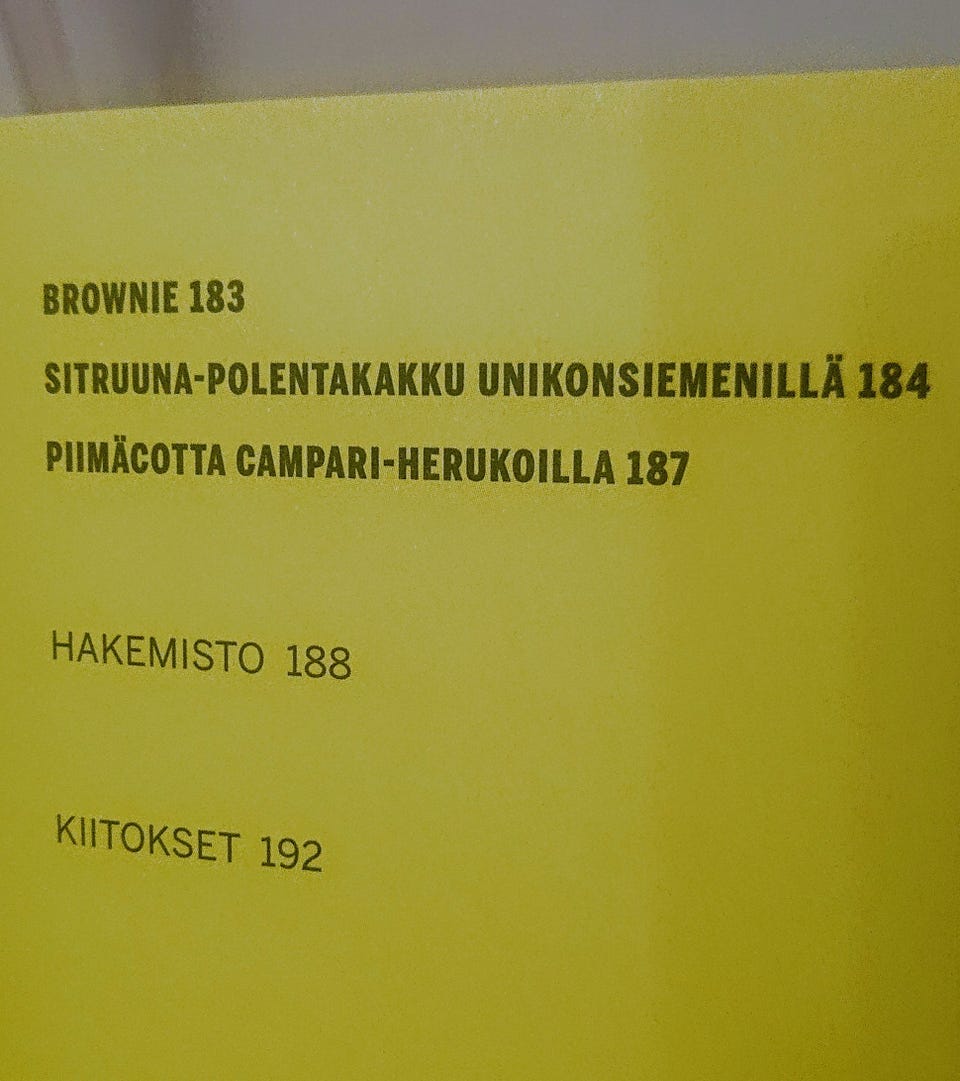 BROWNIE 183
SITRUUNA-POLENTAKAKKU UNIKONSIEMENILLÄ 184
PIIMÄCOTTA CAMPARI-HERUKOILLA 187
HAKEMISTO 188
KIITOKSET 192